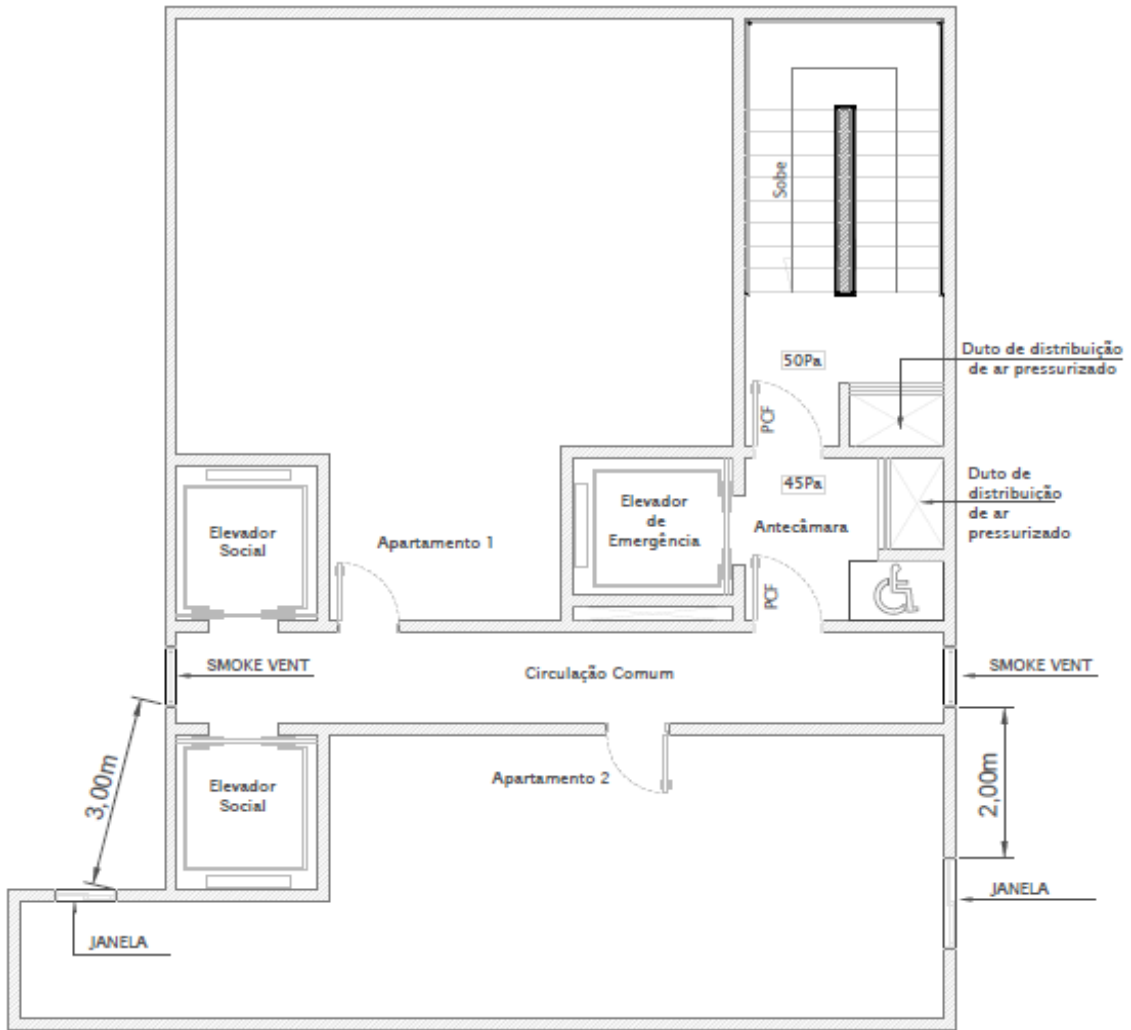 Sobe
50Pa
Duto de distribuição
de ar pressurizado
PCF
45Pa
Antecâmara
Duto de
distribuição
de ar
pressurizado
Elevador
de
Emergência
Elevador
Social
Apartamento 1
PCF
SMOKE VENT
Circulação Comum
SMOKE VENT
3,00m
Elevador
Social
Apartamento 2
2,00m
JANELA
JANELA